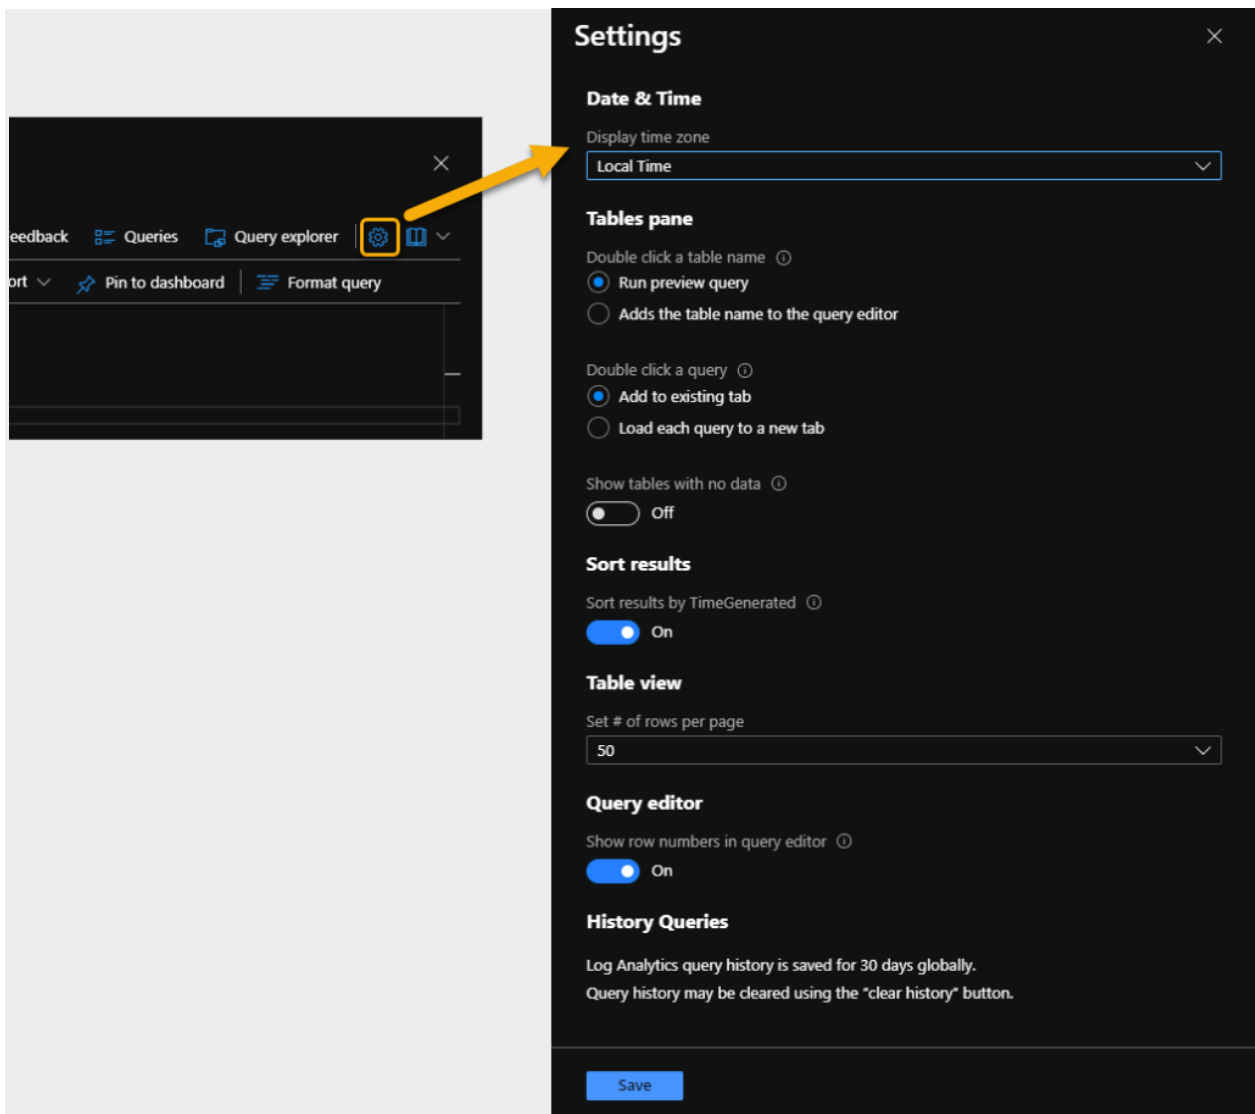 eedback Queries Query explorer
ort Pin to dashboard Format query
Settings
Date & Time
Display time zone
Local Time
Tables pane
Double click a table name
Run preview query
Adds the table name to the query editor
Double click a query
Add to existing tab
Load each query to a new tab
Show tables with no data
Off
Sort results
Sort results by TimeGenerated
On
Table view
Set # of rows per page
50
Query editor
Show row numbers in query editor
On
History Queries
Log Analytics query history is saved for 30 days globally.
Query history may be cleared using the "clear history" button.
Save